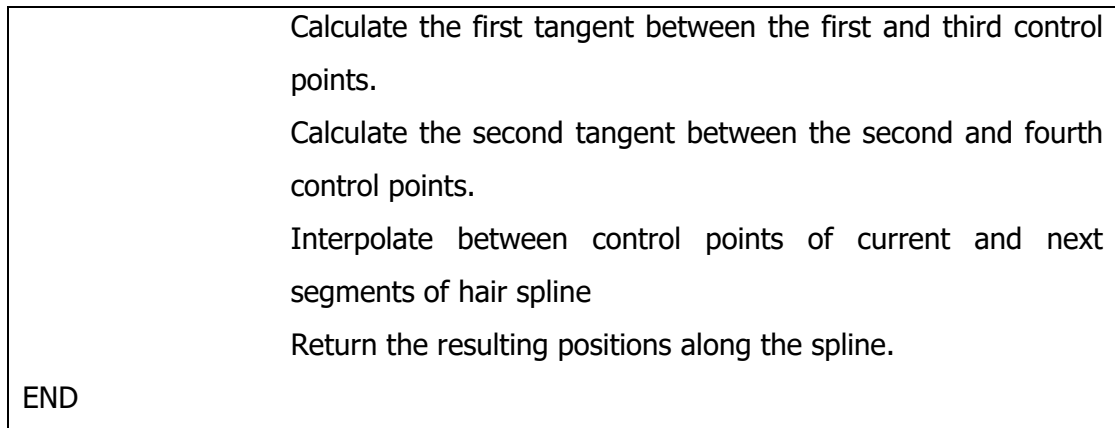 Calculate the first tangent between the first and third control
points.
Calculate the second tangent between the second and fourth
control points.
Interpolate between control points of current and next
segments of hair spline
Return the resulting positions along the spline.
END